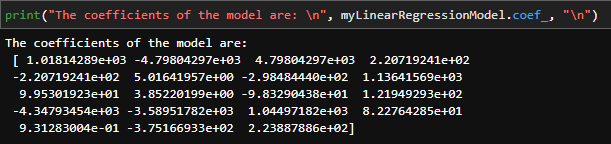 print("The coefficients of the model are: \n", myLinearRegressionModel.coef_, "\n")
The coefficients of the model are:
[ 1.01814289e+03 -4.79804297e+03 4.79804297e+03 2.20719241e+02
-2.20719241e+02 5.01641957e+00 -2.98484440e+02 1.13641569e+03
9.95301923e+01 3.85220199e+00 -9.83290438e+01 1.21949293e+02
-4.34793454e+03 -3.58951782e+03 1.04497182e+03 8.22764285e+01
9.31283004e-01 -3.75166933e+02 2.23887886e+02]